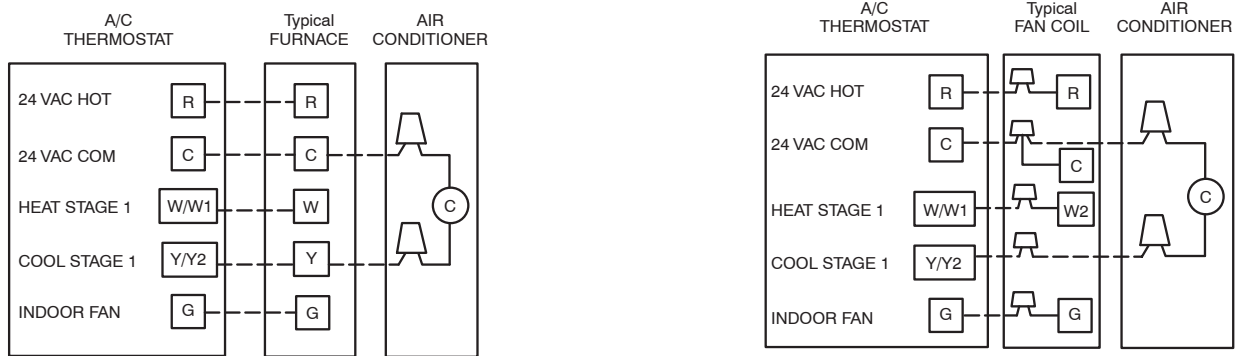 A/C
THERMOSTAT
Typical
FURNACE
AIR
CONDITIONER
24 VAC HOT
R
R
24 VAC COM
C
C
HEAT STAGE 1
W/W1
W
C
COOL STAGE 1
Y/Y2
Y
INDOOR FAN
G
G
A/C
THERMOSTAT
Typical
FAN COIL
AIR
CONDITIONER
24 VAC HOT
R
R
24 VAC COM
C
C
HEAT STAGE 1
W/W1
W2
C
COOL STAGE 1
Y/Y2
INDOOR FAN
G
G